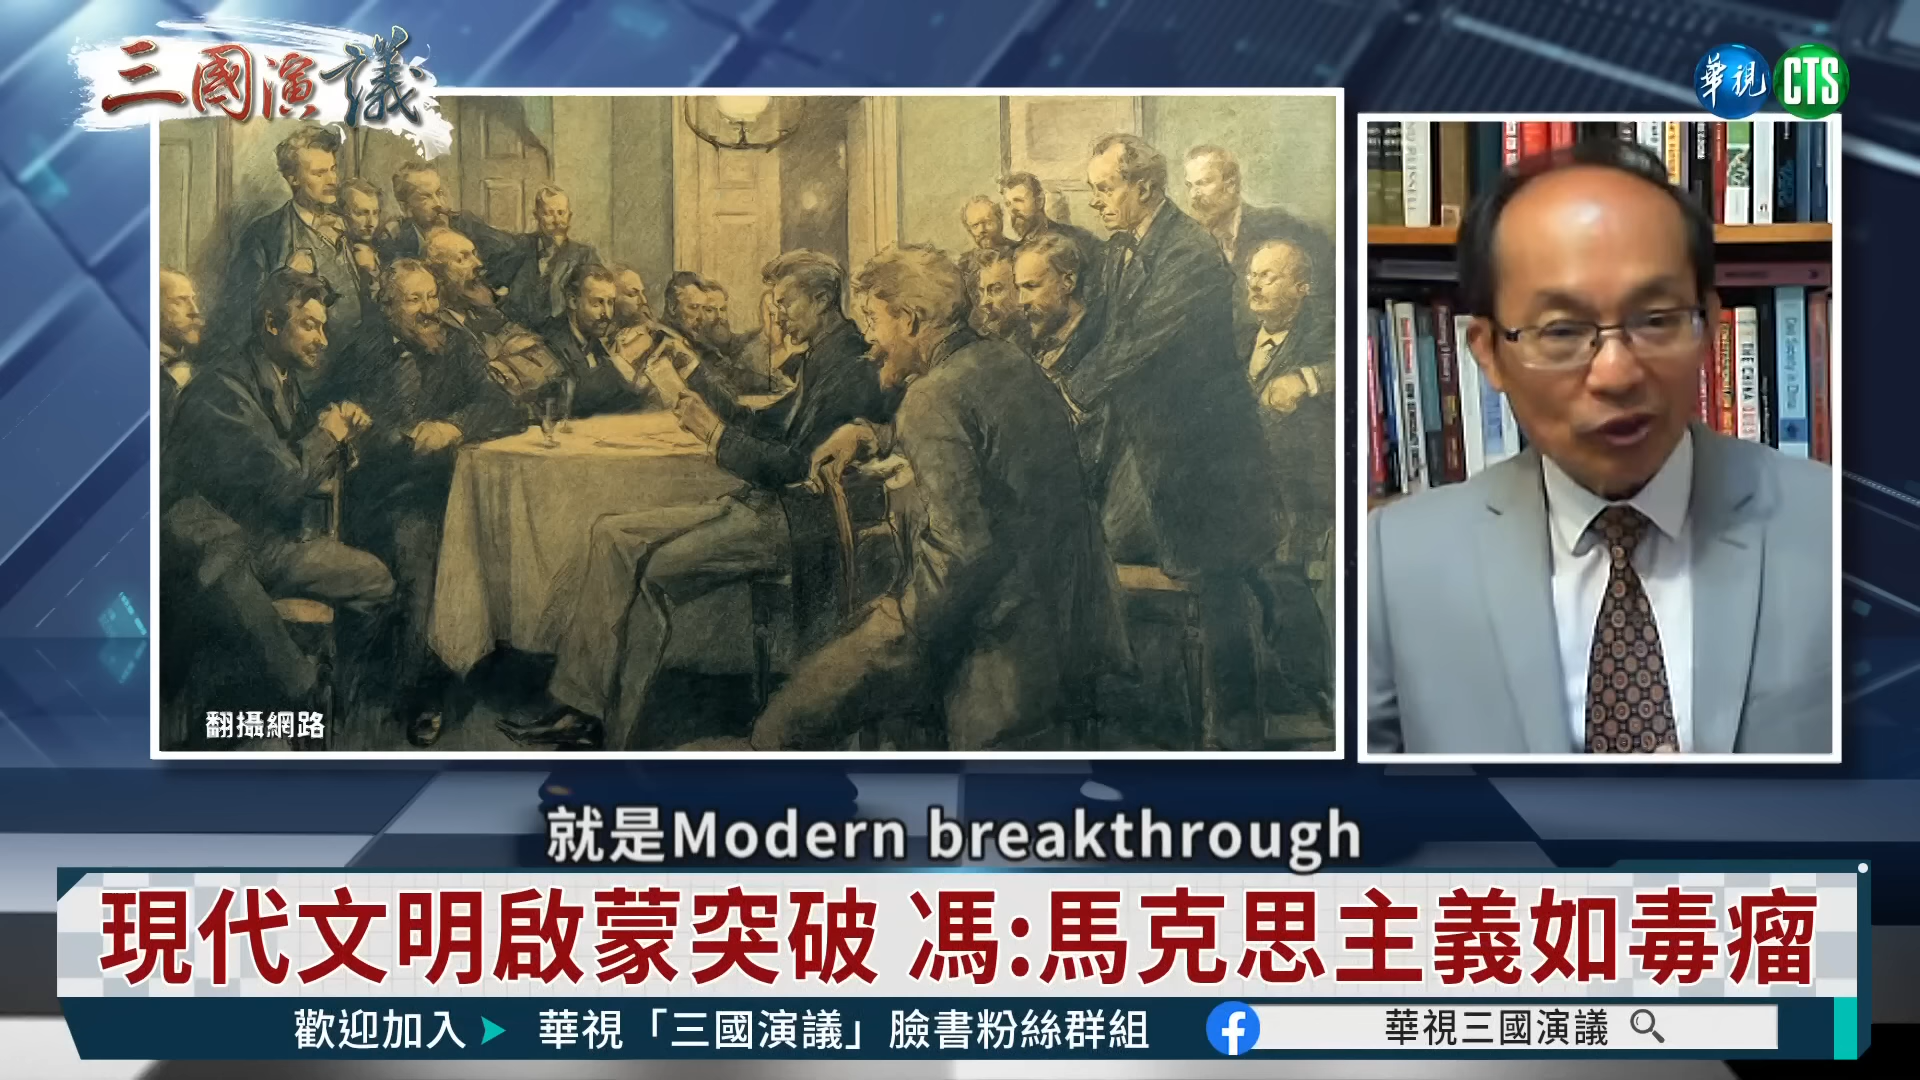 三國演議
華視 CTS
翻攝網路
THE CHINA
就是Modern breakthrough
現代文明啟蒙突破 馮:馬克思主義如毒瘤
歡迎加入 華視「三國演議」臉書粉絲群組
華視三國演議